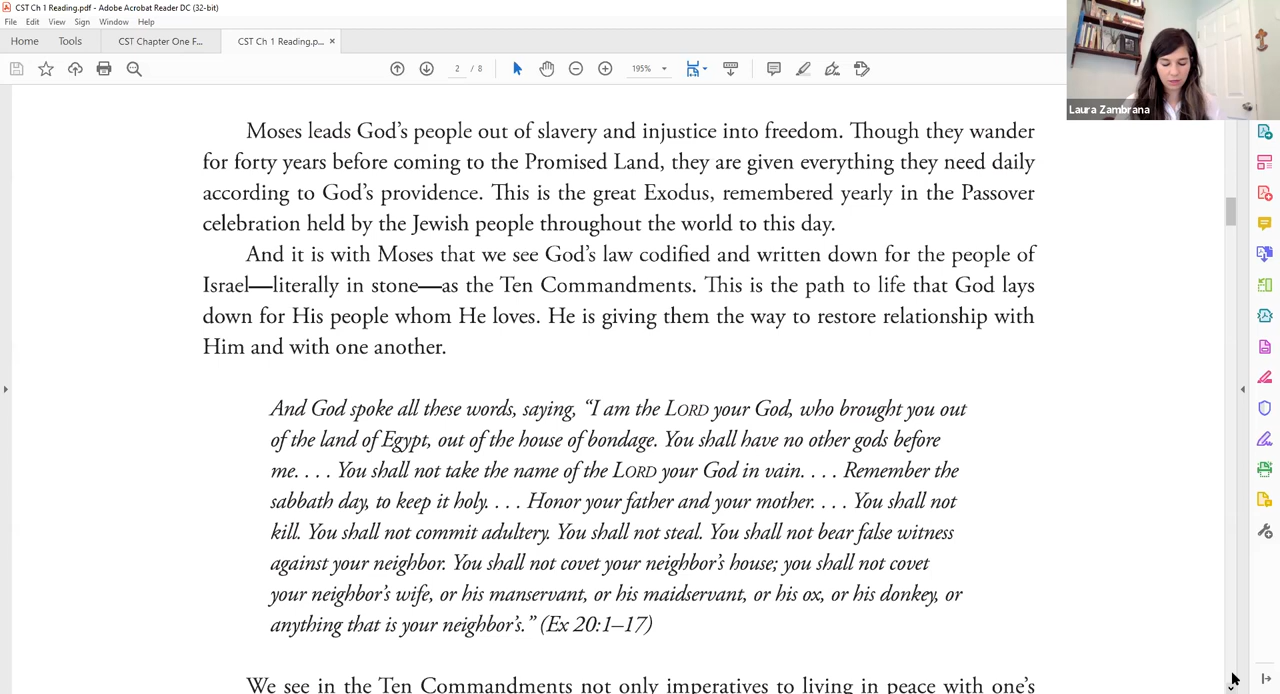 CST Ch 1 Reading.pdf - Adobe Acrobat Reader DC (32-bit)
File Edit View Sign Window Help
Home Tools CST Chapter One F... CST Ch 1 Reading.p... ×
2 / 8 195%
Laura Zambrana
Moses leads God’s people out of slavery and injustice into freedom. Though they wander
for forty years before coming to the Promised Land, they are given everything they need daily
according to God’s providence. This is the great Exodus, remembered yearly in the Passover
celebration held by the Jewish people throughout the world to this day.
And it is with Moses that we see God’s law codified and written down for the people of
Israel—literally in stone—as the Ten Commandments. This is the path to life that God lays
down for His people whom He loves. He is giving them the way to restore relationship with
Him and with one another.
And God spoke all these words, saying, “I am the LORD your God, who brought you out
of the land of Egypt, out of the house of bondage. You shall have no other gods before
me. . . . You shall not take the name of the LORD your God in vain. . . . Remember the
sabbath day, to keep it holy. . . . Honor your father and your mother. . . . You shall not
kill. You shall not commit adultery. You shall not steal. You shall not bear false witness
against your neighbor. You shall not covet your neighbor’s house; you shall not covet
your neighbor’s wife, or his manservant, or his maidservant, or his ox, or his donkey, or
anything that is your neighbor’s.” (Ex 20:1–17)
We see in the Ten Commandments not only imperatives to living in peace with one’s